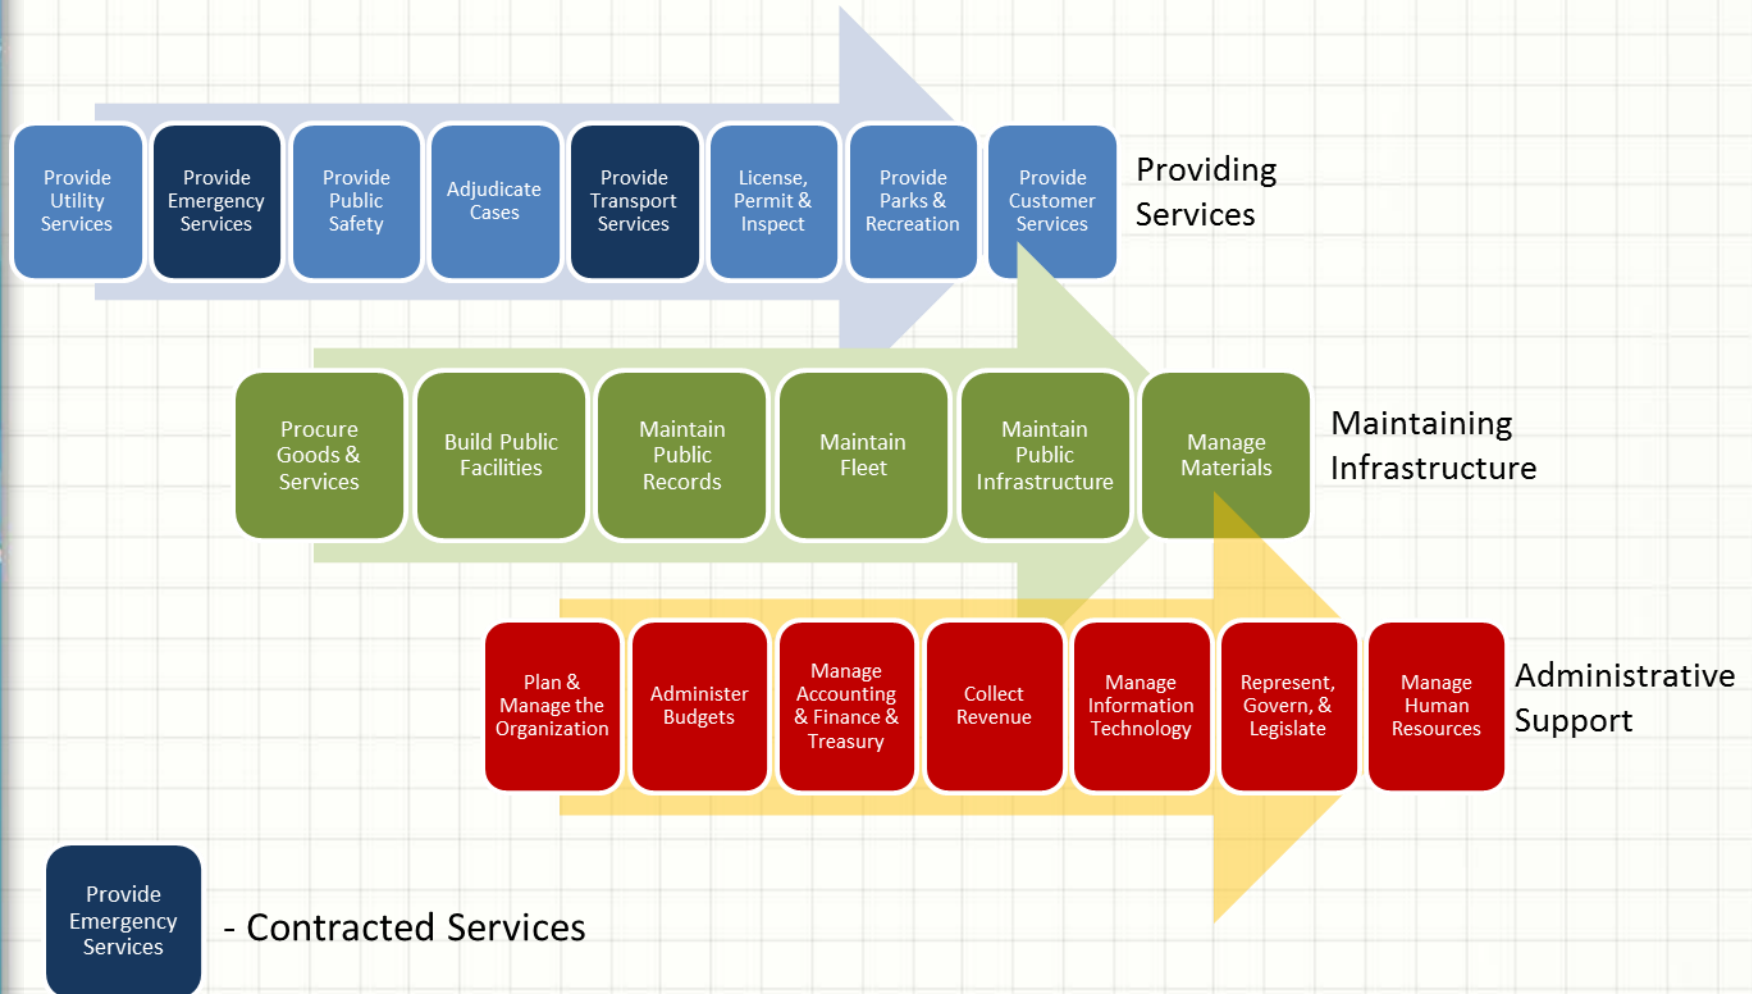 Provide
Utility
Services
Provide
Emergency
Services
Provide
Public
Safety
Adjudicate
Cases
Provide
Transport
Services
License,
Permit &
Inspect
Provide
Parks &
Recreation
Provide
Customer
Services
Providing
Services
Procure
Goods &
Services
Build Public
Facilities
Maintain
Public
Records
Maintain
Fleet
Maintain
Public
Infrastructure
Manage
Materials
Maintaining
Infrastructure
Plan &
Manage the
Organization
Administer
Budgets
Manage
Accounting
& Finance &
Treasury
Collect
Revenue
Manage
Information
Technology
Represent,
Govern, &
Legislate
Manage
Human
Resources
Administrative
Support
Provide
Emergency
Services
- Contracted Services